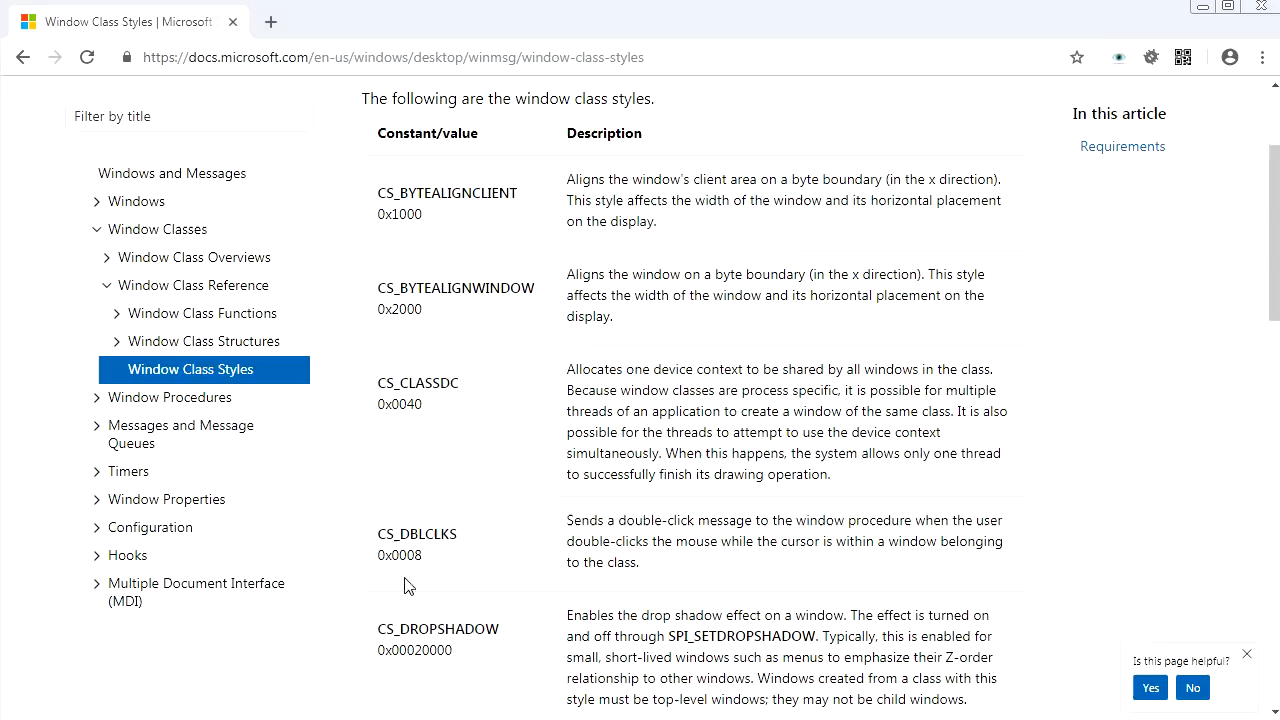 Window Class Styles | Microsoft
https://docs.microsoft.com/en-us/windows/desktop/winmsg/window-class-styles
Filter by title
Windows and Messages
Windows
Window Classes
Window Class Overviews
Window Class Reference
Window Class Functions
Window Class Structures
Window Class Styles
Window Procedures
Messages and Message
Queues
Timers
Window Properties
Configuration
Hooks
Multiple Document Interface
(MDI)
The following are the window class styles.
Constant/value Description
CS_BYTEALIGNCLIENT
0x1000
Aligns the window's client area on a byte boundary (in the x direction).
This style affects the width of the window and its horizontal placement
on the display.
CS_BYTEALIGNWINDOW
0x2000
Aligns the window on a byte boundary (in the x direction). This style
affects the width of the window and its horizontal placement on the
display.
CS_CLASSDC
0x0040
Allocates one device context to be shared by all windows in the class.
Because window classes are process specific, it is possible for multiple
threads of an application to create a window of the same class. It is also
possible for the threads to attempt to use the device context
simultaneously. When this happens, the system allows only one thread
to successfully finish its drawing operation.
CS_DBLCLKS
0x0008
Sends a double-click message to the window procedure when the user
double-clicks the mouse while the cursor is within a window belonging
to the class.
CS_DROPSHADOW
0x00020000
Enables the drop shadow effect on a window. The effect is turned on
and off through SPI_SETDROPSHADOW. Typically, this is enabled for
small, short-lived windows such as menus to emphasize their Z-order
relationship to other windows. Windows created from a class with this
style must be top-level windows; they may not be child windows.
In this article
Requirements
Is this page helpful?
Yes No